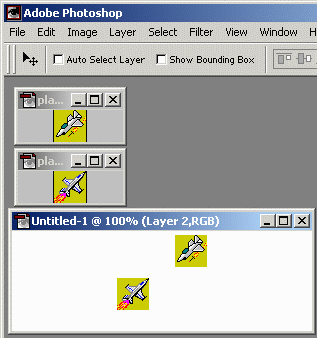 Adobe Photoshop
File Edit Image Layer Select Filter View Window H
Auto Select Layer Show Bounding Box
pla...
pla...
Untitled-1 @ 100% (Layer 2,RGB)